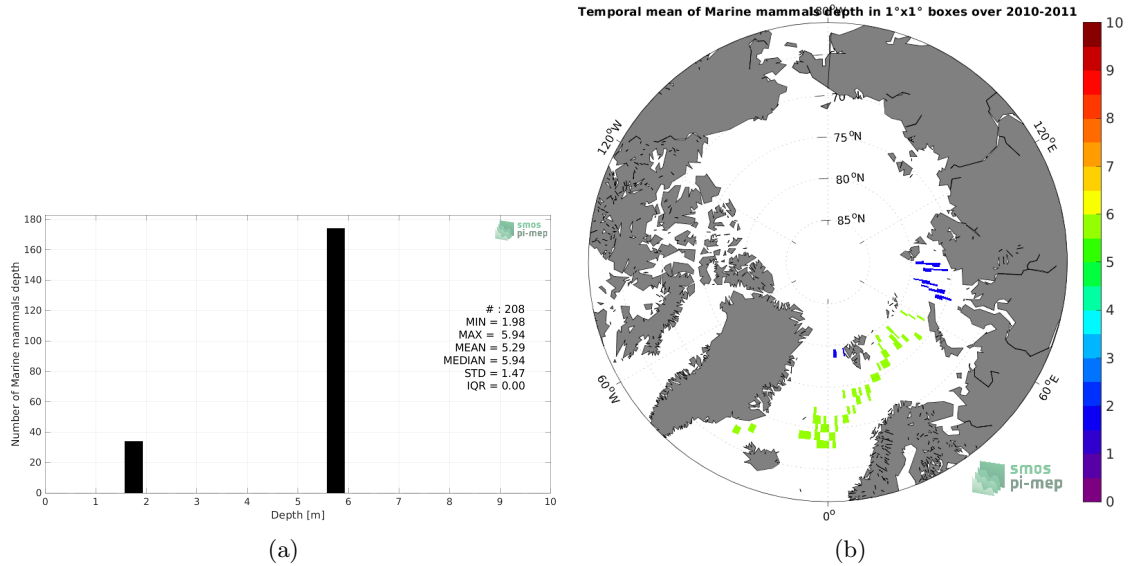 Temporal mean of Marine mammals depth in 1°x1° boxes over 2010-2011
180°W
10
9
8
7
6
5
4
3
2
1
0
120°W
60°W
0°
60°E
120°E
70
75°N
80°N
85°N
smos
pi-mep
180
160
140
120
100
80
60
40
20
0
Number of Marine mammals depth
smos
pi-mep
# : 208
MIN = 1.98
MAX = 5.94
MEAN = 5.29
MEDIAN = 5.94
STD = 1.47
IQR = 0.00
0 1 2 3 4 5 6 7 8 9 10
Depth [m]
(a)
(b)